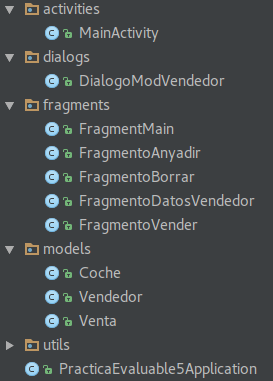 activities
MainActivity
dialogs
DialogoModVendedor
fragments
FragmentMain
FragmentoAnyadir
FragmentoBorrar
FragmentoDatosVendedor
FragmentoVender
models
Coche
Vendedor
Venta
utils
PracticaEvaluable5Application